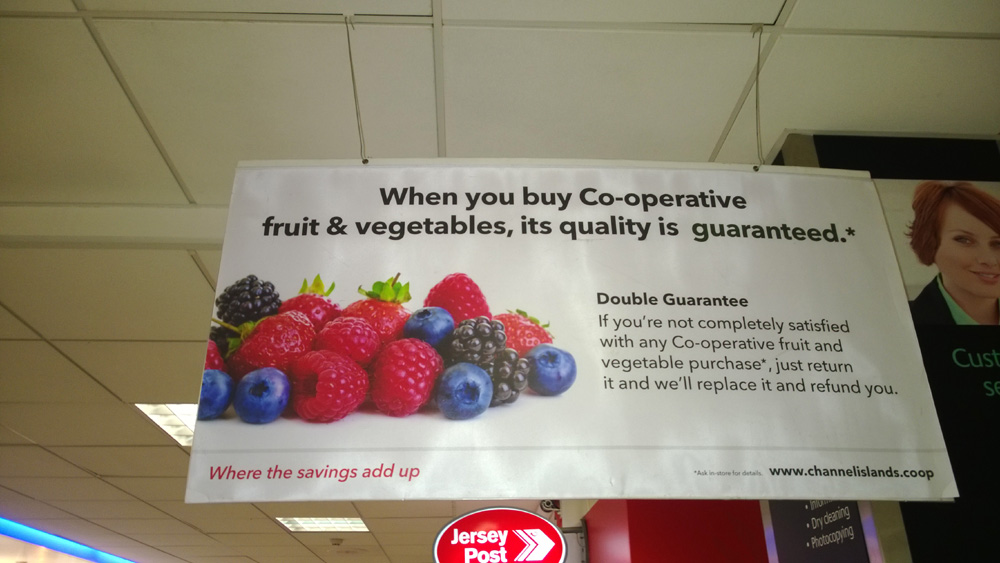 When you buy Co-operative
fruit & vegetables, its quality is guaranteed.*
Double Guarantee
If you're not completely satisfied
with any Co-operative fruit and
vegetable purchase*, just return
it and we'll replace it and refund you.
Where the savings add up
*Ask in-store for details.
www.channelislands.coop
Jersey
Post
• Dry cleaning
• Photocopying